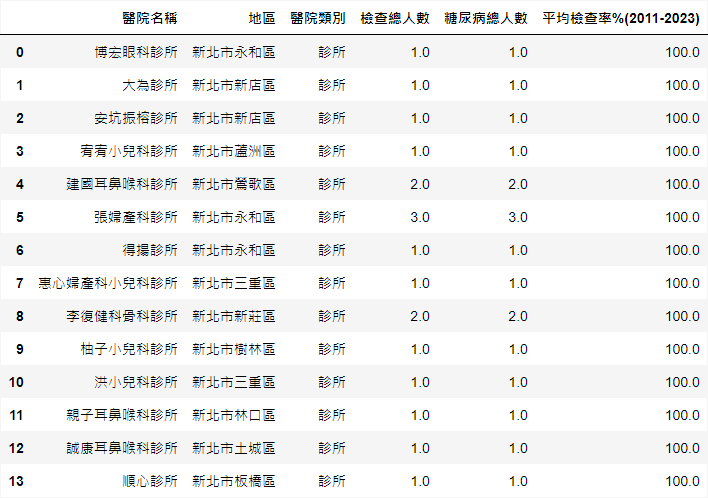 醫院名稱 地區 醫院類別 檢查總人數 糖尿病總人數 平均檢查率%(2011-2023)
0 博宏眼科診所 新北市永和區 診所 1.0 1.0 100.0
1 大為診所 新北市新店區 診所 1.0 1.0 100.0
2 安坑振榕診所 新北市新店區 診所 1.0 1.0 100.0
3 宥宥小兒科診所 新北市蘆洲區 診所 1.0 1.0 100.0
4 建國耳鼻喉科診所 新北市鶯歌區 診所 2.0 2.0 100.0
5 張婦產科診所 新北市永和區 診所 3.0 3.0 100.0
6 得揚診所 新北市永和區 診所 1.0 1.0 100.0
7 惠心婦產科小兒科診所 新北市三重區 診所 1.0 1.0 100.0
8 李復健科骨科診所 新北市新莊區 診所 2.0 2.0 100.0
9 柚子小兒科診所 新北市樹林區 診所 1.0 1.0 100.0
10 洪小兒科診所 新北市三重區 診所 1.0 1.0 100.0
11 親子耳鼻喉科診所 新北市林口區 診所 1.0 1.0 100.0
12 誠康耳鼻喉科診所 新北市土城區 診所 1.0 1.0 100.0
13 順心診所 新北市板橋區 診所 1.0 1.0 100.0